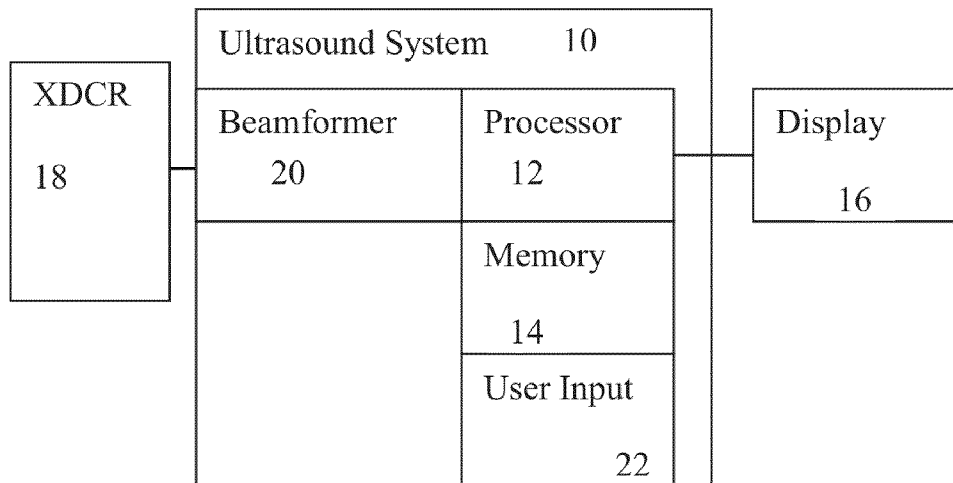 Ultrasound System 10
XDCR
18
Beamformer
20
Processor
12
Display
16
Memory
14
User Input
22